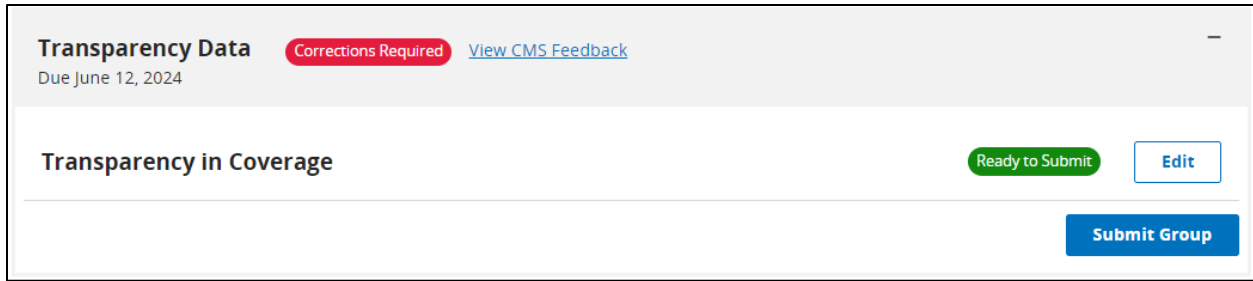 Transparency Data Corrections Required View CMS Feedback
Due June 12, 2024
Transparency in Coverage Ready to Submit Edit
Submit Group